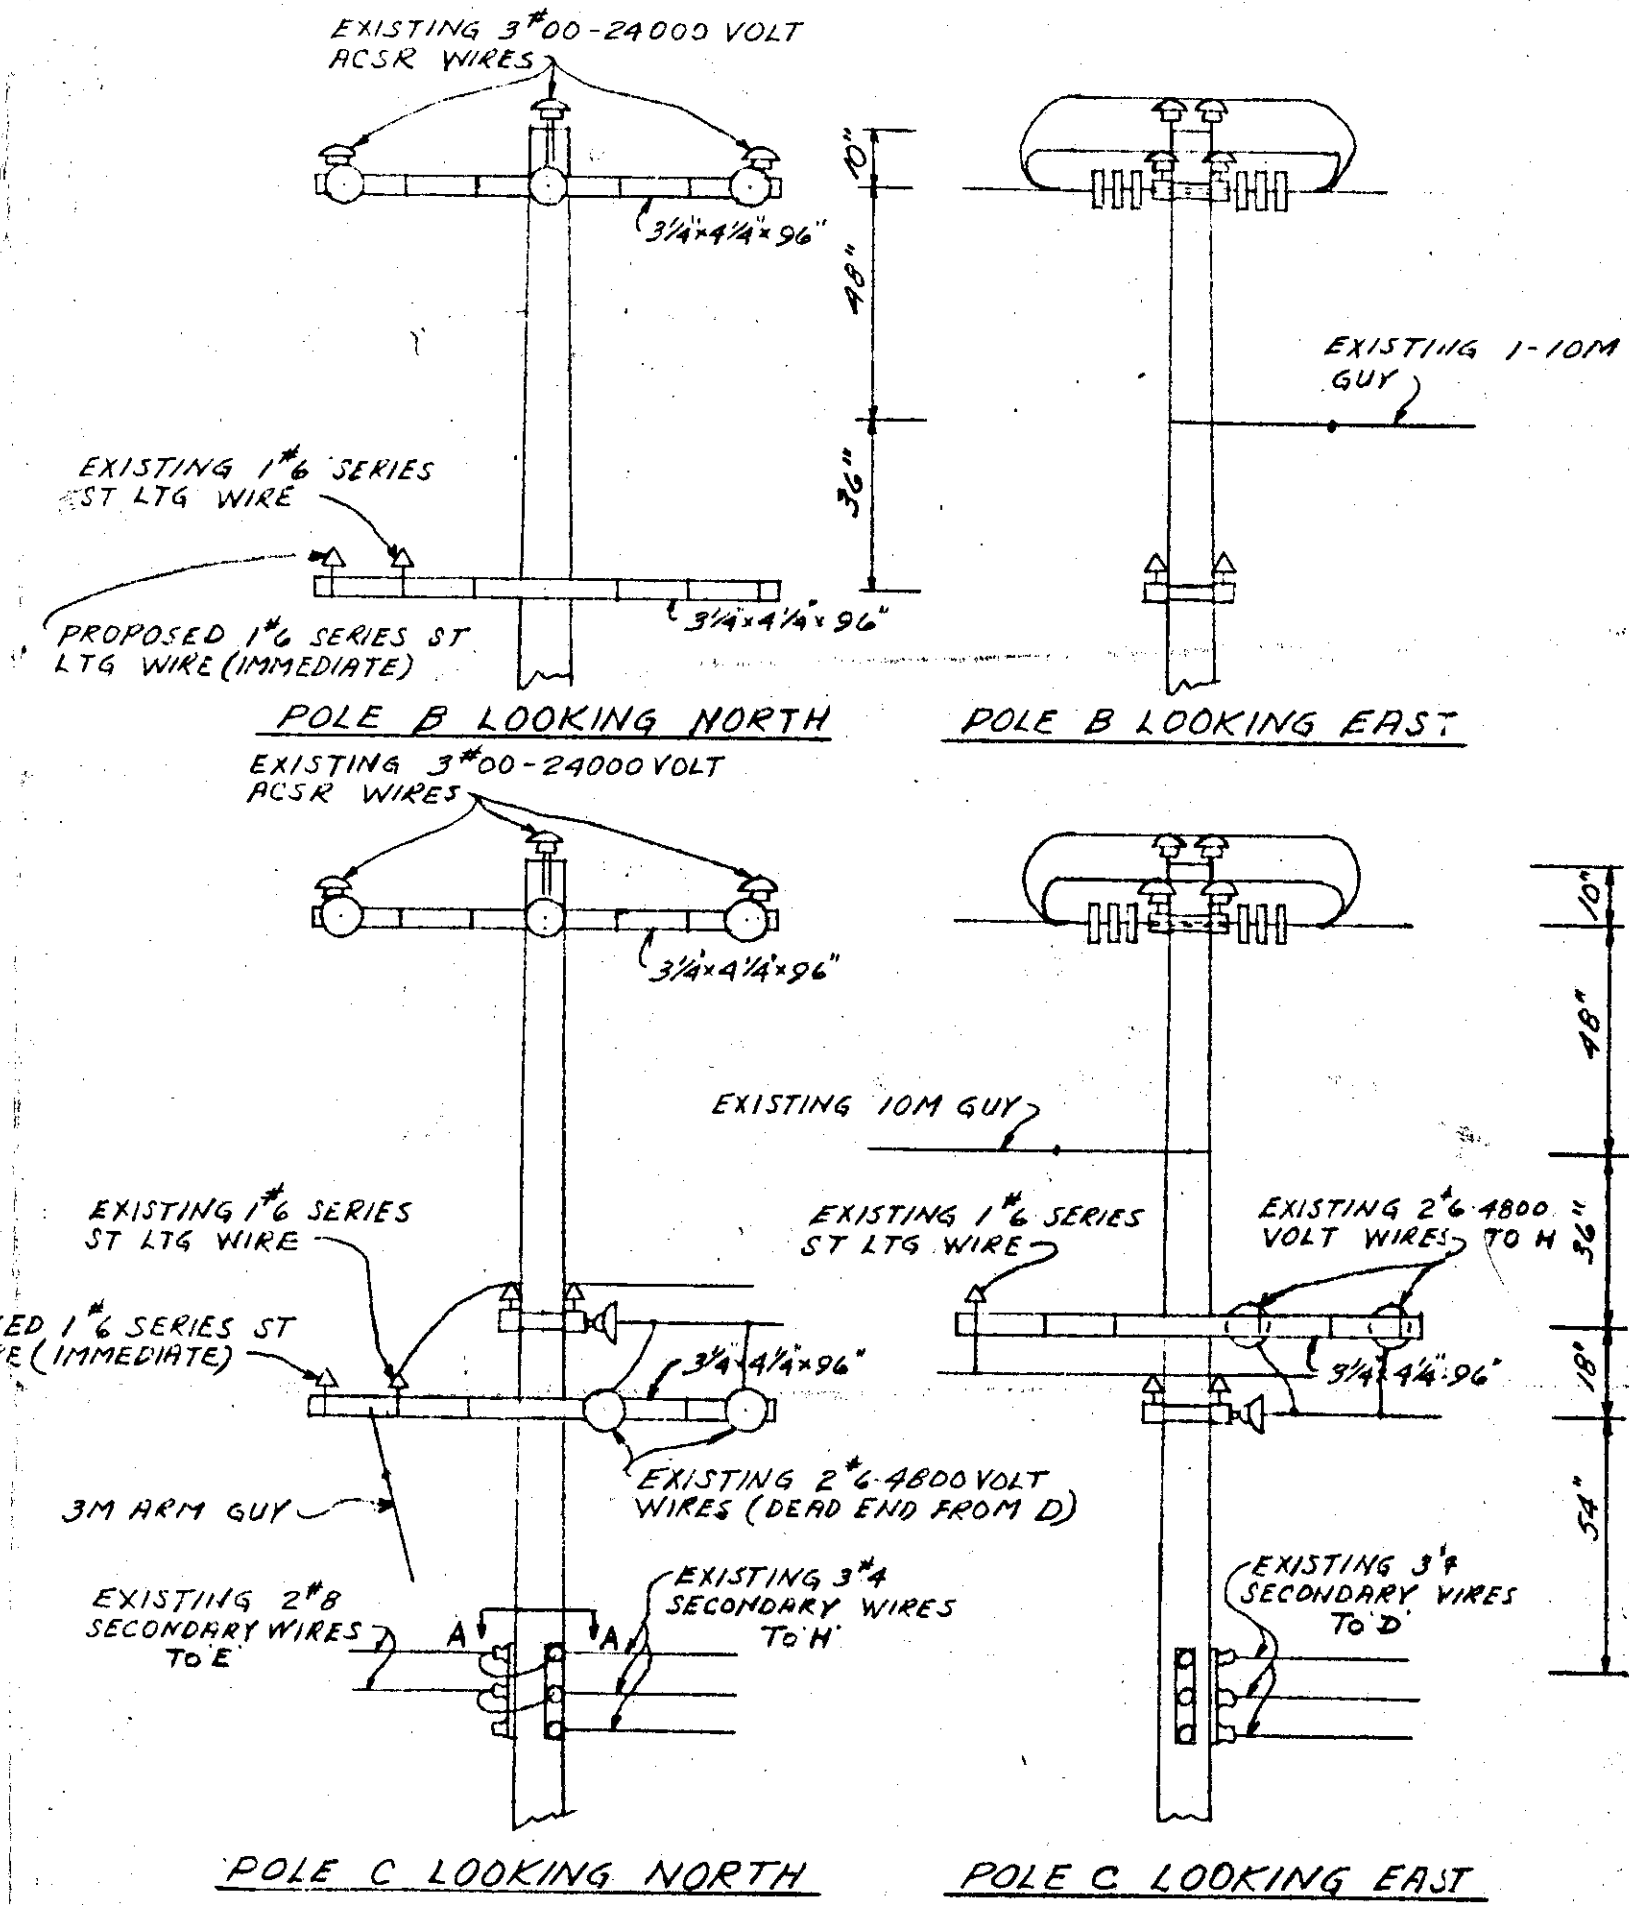 EXISTING 3#00-24000 VOLT
ACSR WIRES
10"
3¼"x4¼"x96"
48"
EXISTING 1-10M
GUY
EXISTING 1#6 SERIES
ST LTG WIRE
36"
3¼"x4¼"x96"
PROPOSED 1#6 SERIES ST
LTG WIRE (IMMEDIATE)
POLE B LOOKING NORTH
POLE B LOOKING EAST
EXISTING 3#00-24000 VOLT
ACSR WIRES
10"
3¼"x4¼"x96"
48"
EXISTING 10M GUY
EXISTING 1#6 SERIES
ST LTG WIRE
EXISTING 1#6 SERIES
ST LTG WIRE
EXISTING 2#6-4800
VOLT WIRES TO H
36"
ED 1#6 SERIES ST
E (IMMEDIATE)
3¼"x4¼"x96"
3¼"x4¼"x96"
18"
EXISTING 2#6-4800 VOLT
WIRES (DEAD END FROM D)
3M ARM GUY
54"
EXISTING 2#8
SECONDARY WIRES
TO 'E'
A A
EXISTING 3#4
SECONDARY WIRES
TO 'H'
EXISTING 3#4
SECONDARY WIRES
TO 'D'
POLE C LOOKING NORTH
POLE C LOOKING EAST